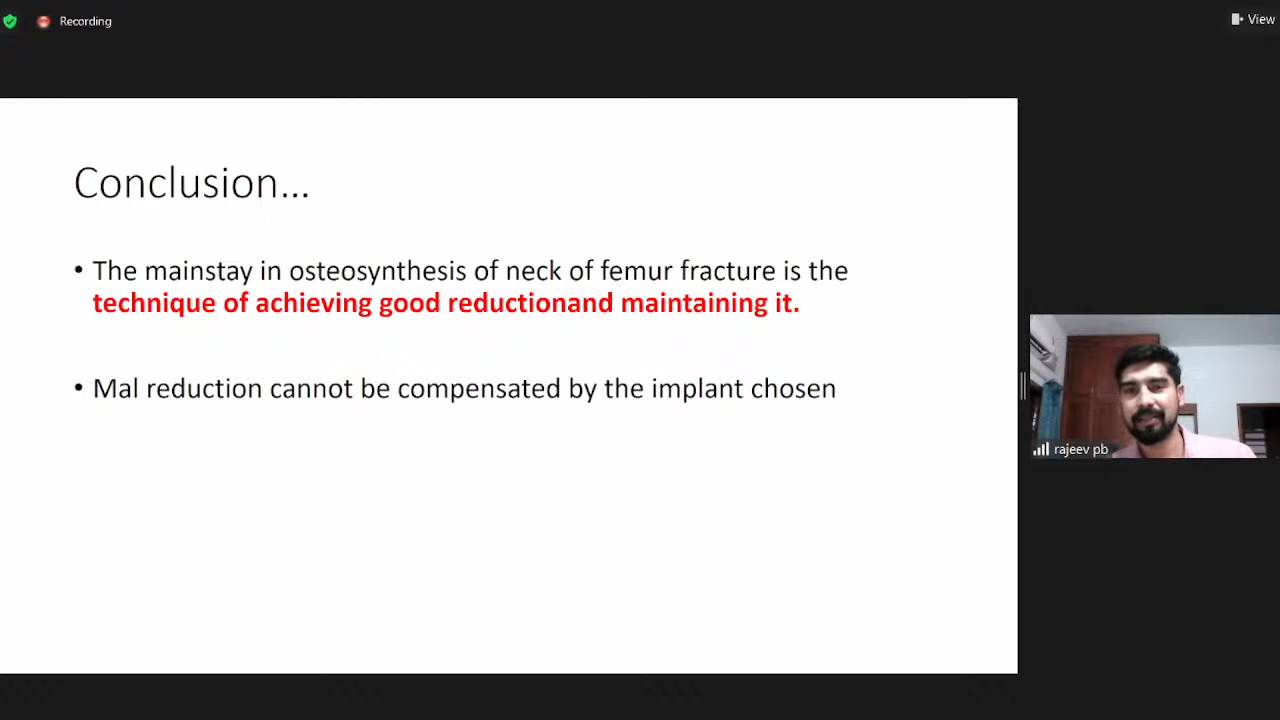 Recording
View
Conclusion...
• The mainstay in osteosynthesis of neck of femur fracture is the
technique of achieving good reductionand maintaining it.
• Mal reduction cannot be compensated by the implant chosen
rajeev pb